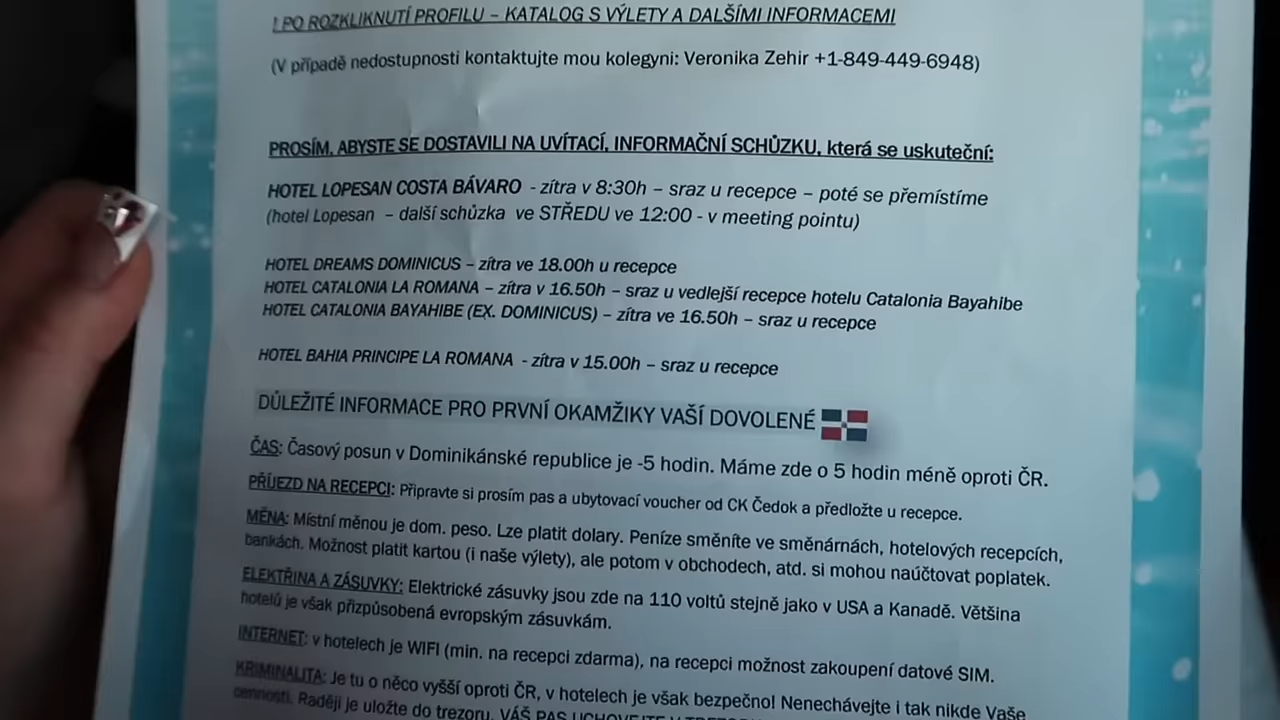 ! PO ROZKLIKNUTÍ PROFILU – KATALOG S VÝLETY A DALŠÍMI INFORMACEMI
(V případě nedostupnosti kontaktujte mou kolegyni: Veronika Zehir +1-849-449-6948)
PROSÍM, ABYSTE SE DOSTAVILI NA UVÍTACÍ, INFORMAČNÍ SCHŮZKU, která se uskuteční:
HOTEL LOPESAN COSTA BÁVARO - zítra v 8:30h – sraz u recepce – poté se přemístíme
(hotel Lopesan – další schůzka ve STŘEDU ve 12:00 - v meeting pointu)
HOTEL DREAMS DOMINICUS – zítra ve 18.00h u recepce
HOTEL CATALONIA LA ROMANA – zítra v 16.50h – sraz u vedlejší recepce hotelu Catalonia Bayahibe
HOTEL CATALONIA BAYAHIBE (EX. DOMINICUS) – zítra ve 16.50h – sraz u recepce
HOTEL BAHIA PRINCIPE LA ROMANA - zítra v 15.00h – sraz u recepce
DŮLEŽITÉ INFORMACE PRO PRVNÍ OKAMŽIKY VAŠÍ DOVOLENÉ
ČAS: Časový posun v Dominikánské republice je -5 hodin. Máme zde o 5 hodin méně oproti ČR.
PŘÍJEZD NA RECEPCI: Připravte si prosím pas a ubytovací voucher od CK Čedok a předložte u recepce.
MĚNA: Místní měnou je dom. peso. Lze platit dolary. Peníze směníte ve směnárnách, hotelových recepcích,
bankách. Možnost platit kartou (i naše výlety), ale potom v obchodech, atd. si mohou naúčtovat poplatek.
ELEKTŘINA A ZÁSUVKY: Elektrické zásuvky jsou zde na 110 voltů stejně jako v USA a Kanadě. Většina
hotelů je však přizpůsobená evropským zásuvkám.
INTERNET: v hotelech je WIFI (min. na recepci zdarma), na recepci možnost zakoupení datové SIM.
KRIMINALITA: Je tu o něco vyšší oproti ČR, v hotelech je však bezpečno! Nenechávejte i tak nikde Vaše
cennosti. Raději je uložte do trezoru. VÁŠ PAS UCHOVEJTE V